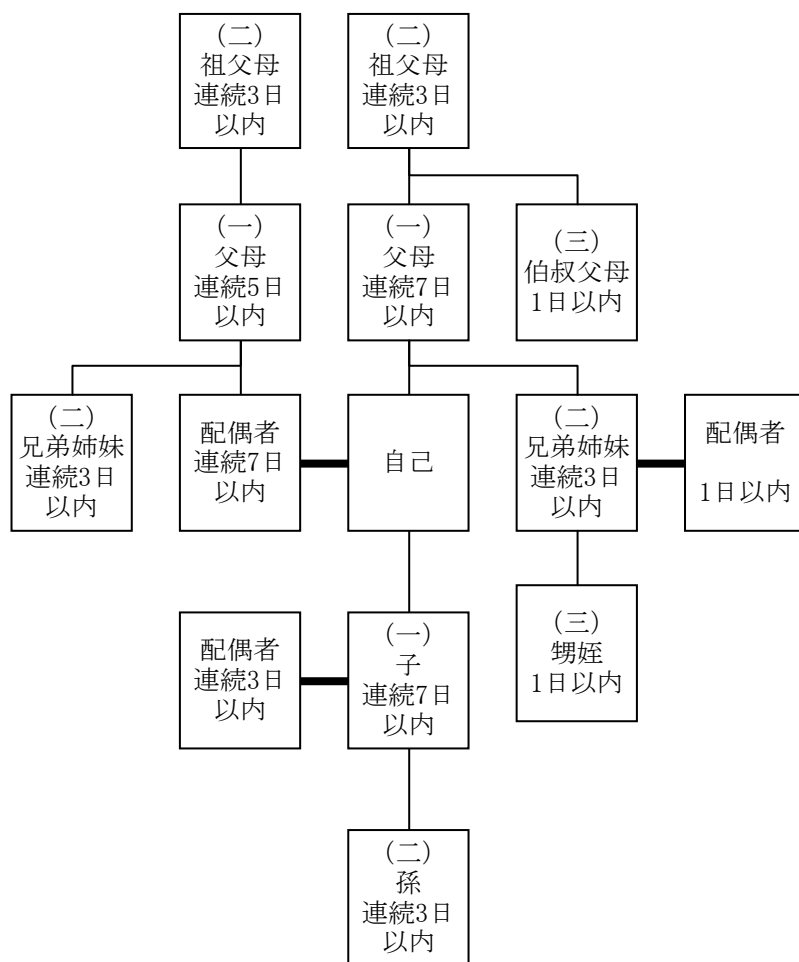 (二)
祖父母
連続3日
以内
(二)
祖父母
連続3日
以内
(一)
父母
連続5日
以内
(一)
父母
連続7日
以内
(三)
伯叔父母
1日以内
(二)
兄弟姉妹
連続3日
以内
配偶者
連続7日
以内
自己
(二)
兄弟姉妹
連続3日
以内
配偶者
1日以内
配偶者
連続3日
以内
(一)
子
連続7日
以内
(三)
甥姪
1日以内
(二)
孫
連続3日
以内